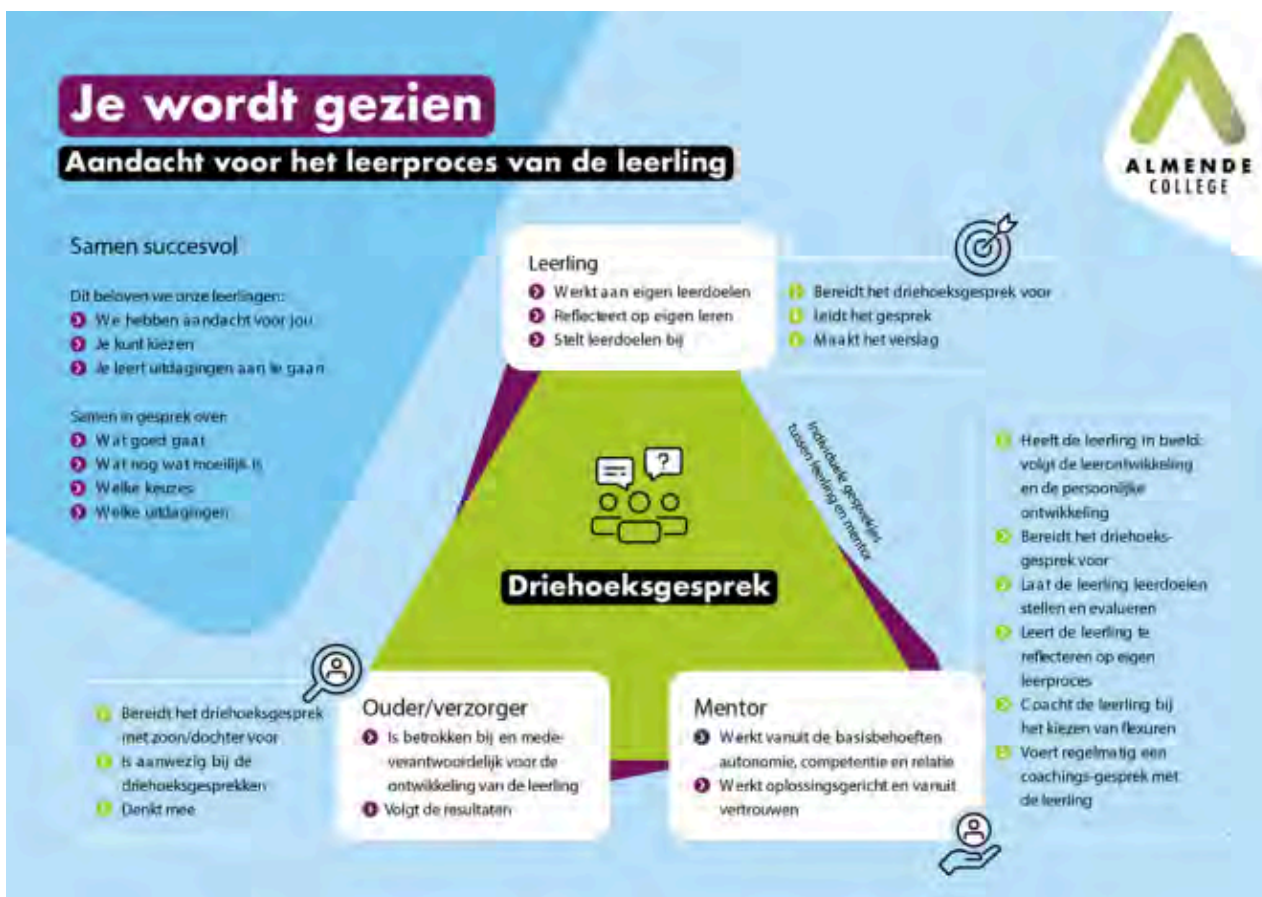 Je wordt gezien
Aandacht voor het leerproces van de leerling
ALMENDE
COLLEGE
Samen succesvol
Dit beloven we onze leerlingen:
We hebben aandacht voor jou
Je kunt kiezen
Je leert uitdagingen aan te gaan
Samen in gesprek over:
Wat goed gaat
Wat nog wat moeilijk is
Welke keuzes
Welke uitdagingen
Leerling
Werkt aan eigen leerdoelen
Reflecteert op eigen leren
Stelt leerdoelen bij
Bereidt het driehoeksgesprek voor
Leidt het gesprek
Maakt het verslag
Individuele gesprekjes
tussen leerling en mentor
?
Driehoeksgesprek
Heeft de leerling in beeld:
volgt de leerontwikkeling
en de persoonijke
ontwikkeling
Bereidt het driehoeks-
gesprek voor
Laat de leerling leerdoelen
stellen en evalueren
Leert de leerling te
reflecteren op eigen
leerproces
Coacht de leerling bij
het kiezen van flexuren
Voert regelmatig een
coachings-gesprek met
de leerling
Bereidt het driehoeksgesprek
met zoon/dochter voor
Is aanwezig bij de
driehoeksgesprekken
Denkt mee
Ouder/verzorger
Is betrokken bij en mede-
verantwoordelijk voor de
ontwikkeling van de leerling
Volgt de resultaten
Mentor
Werkt vanuit de basisbehoeften
autonomie, competentie en relatie
Werkt oplossingsgericht en vanuit
vertrouwen